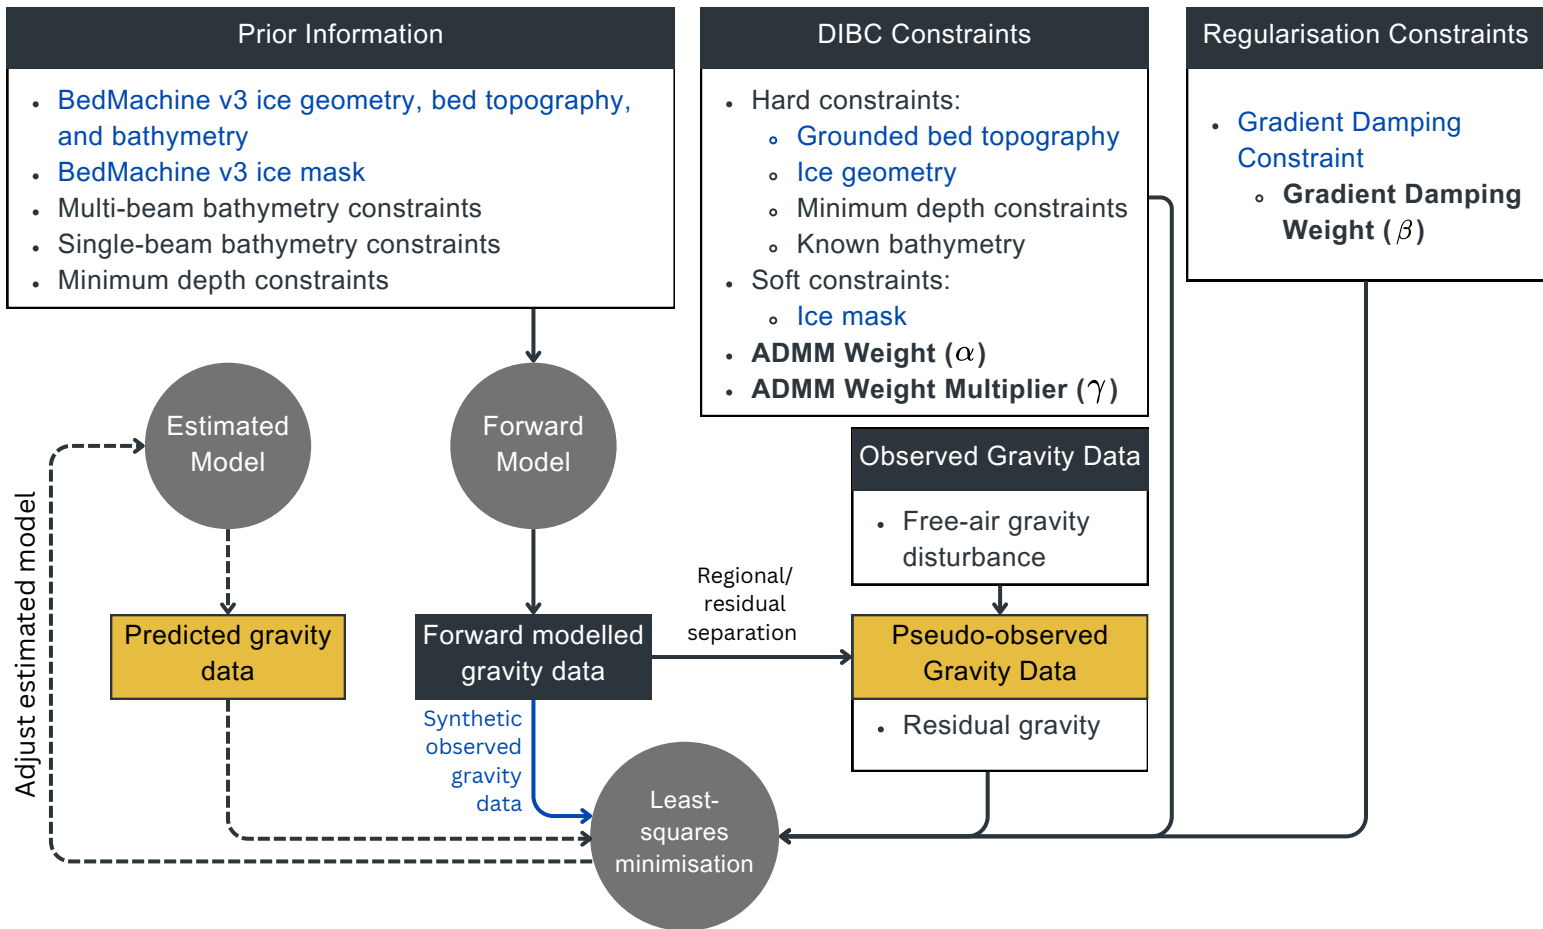 Prior Information
• BedMachine v3 ice geometry, bed topography,
and bathymetry
• BedMachine v3 ice mask
• Multi-beam bathymetry constraints
• Single-beam bathymetry constraints
• Minimum depth constraints
DIBC Constraints
• Hard constraints:
∘ Grounded bed topography
∘ Ice geometry
∘ Minimum depth constraints
∘ Known bathymetry
• Soft constraints:
∘ Ice mask
• ADMM Weight (α)
• ADMM Weight Multiplier (γ)
Regularisation Constraints
• Gradient Damping
Constraint
∘ Gradient Damping
Weight (β)
Estimated
Model
Forward
Model
Observed Gravity Data
• Free-air gravity
disturbance
Adjust estimated model
Predicted gravity
data
Forward modelled
gravity data
Regional/
residual
separation
Pseudo-observed
Gravity Data
• Residual gravity
Synthetic
observed
gravity
data
Least-
squares
minimisation